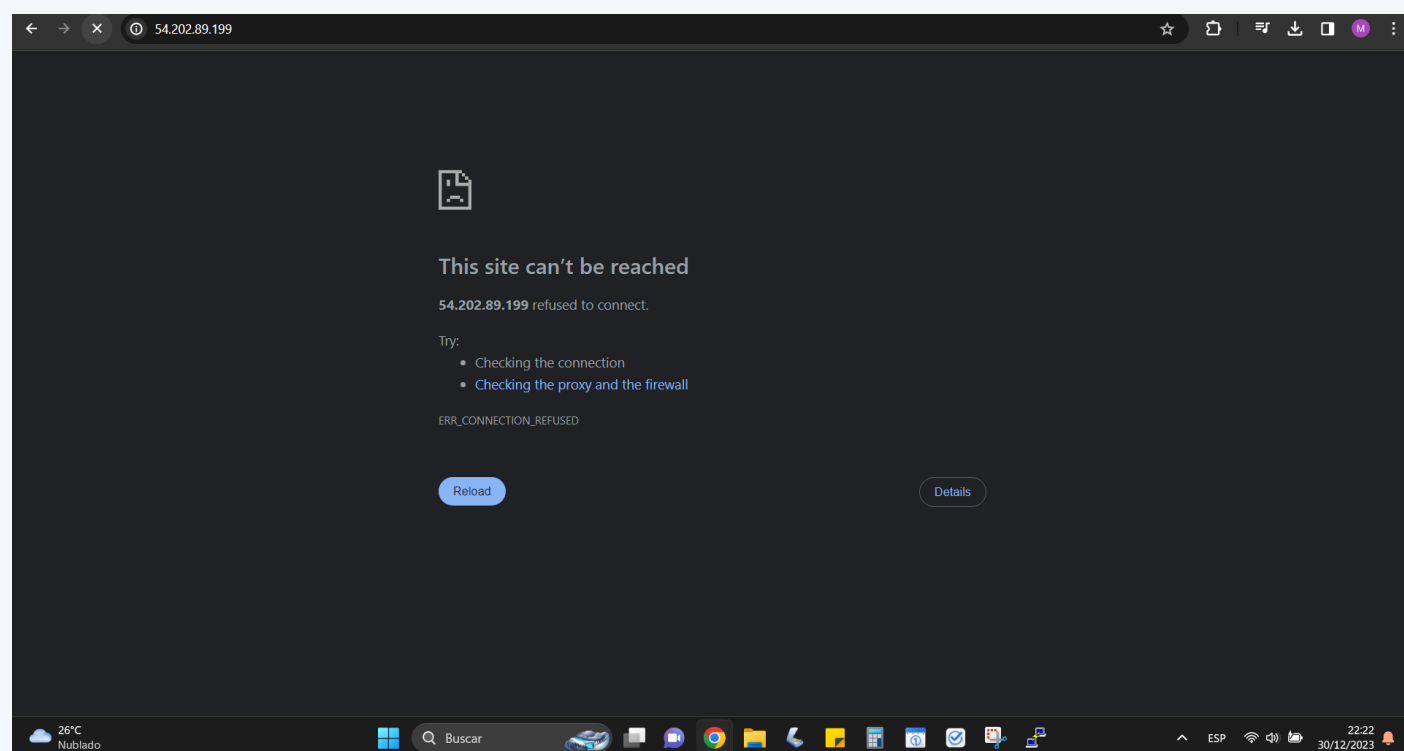 54.202.89.199
M
This site can't be reached
54.202.89.199 refused to connect.
Try:
• Checking the connection
• Checking the proxy and the firewall
ERR_CONNECTION_REFUSED
Reload
Details
26°C
Nublado
Buscar
ESP
22:22
30/12/2023